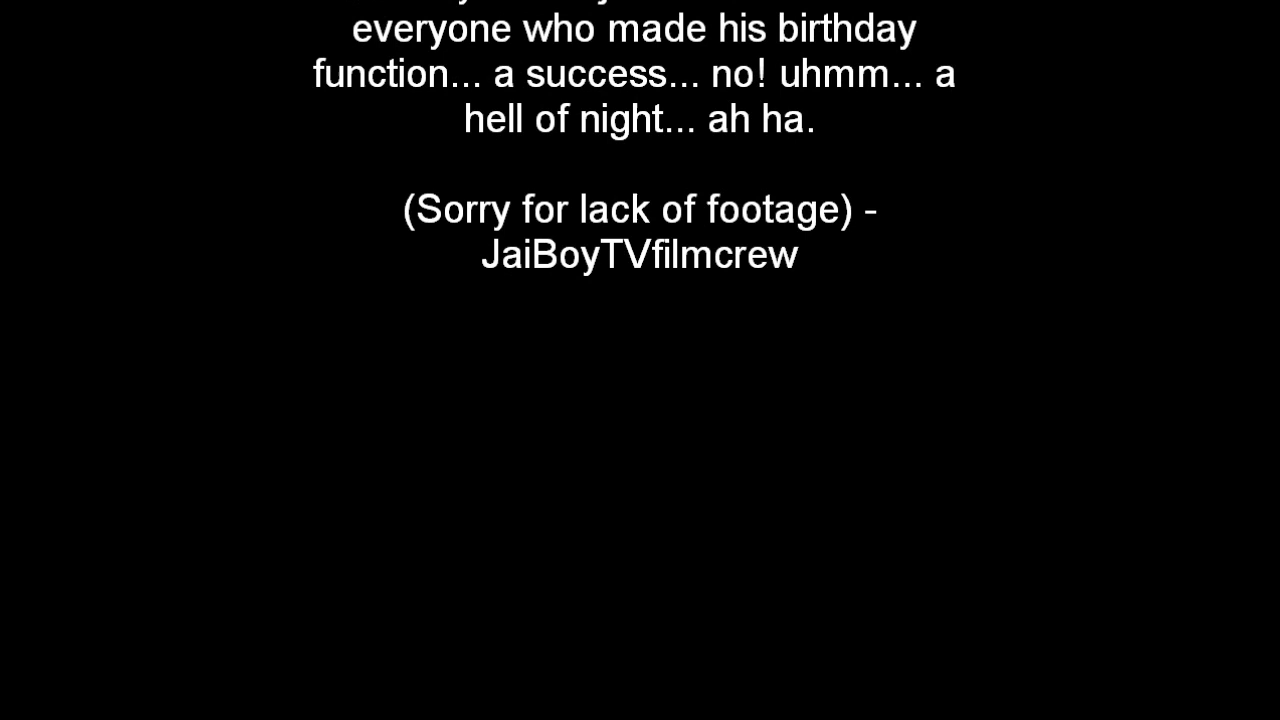 everyone who made his birthday
function... a success... no! uhmm... a
hell of night... ah ha.
(Sorry for lack of footage) -
JaiBoyTVfilmcrew